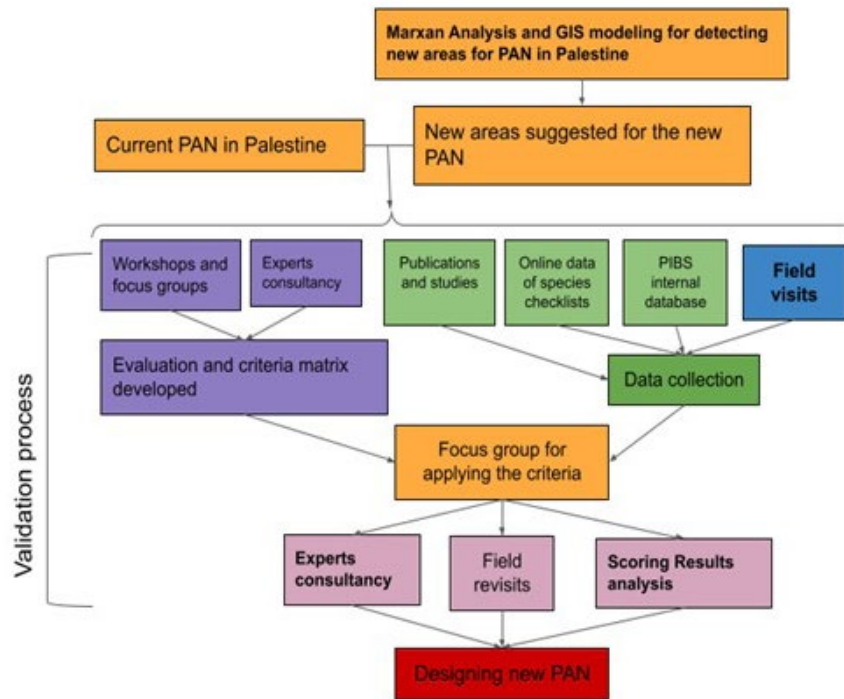 Marxan Analysis and GIS modeling for detecting
new areas for PAN in Palestine
Current PAN in Palestine
New areas suggested for the new
PAN
Validation process
Workshops and
focus groups
Experts
consultancy
Publications
and studies
Online data
of species
checklists
PIBS
internal
database
Field
visits
Evaluation and criteria matrix
developed
Data collection
Focus group for
applying the criteria
Experts
consultancy
Field
revisits
Scoring Results
analysis
Designing new PAN